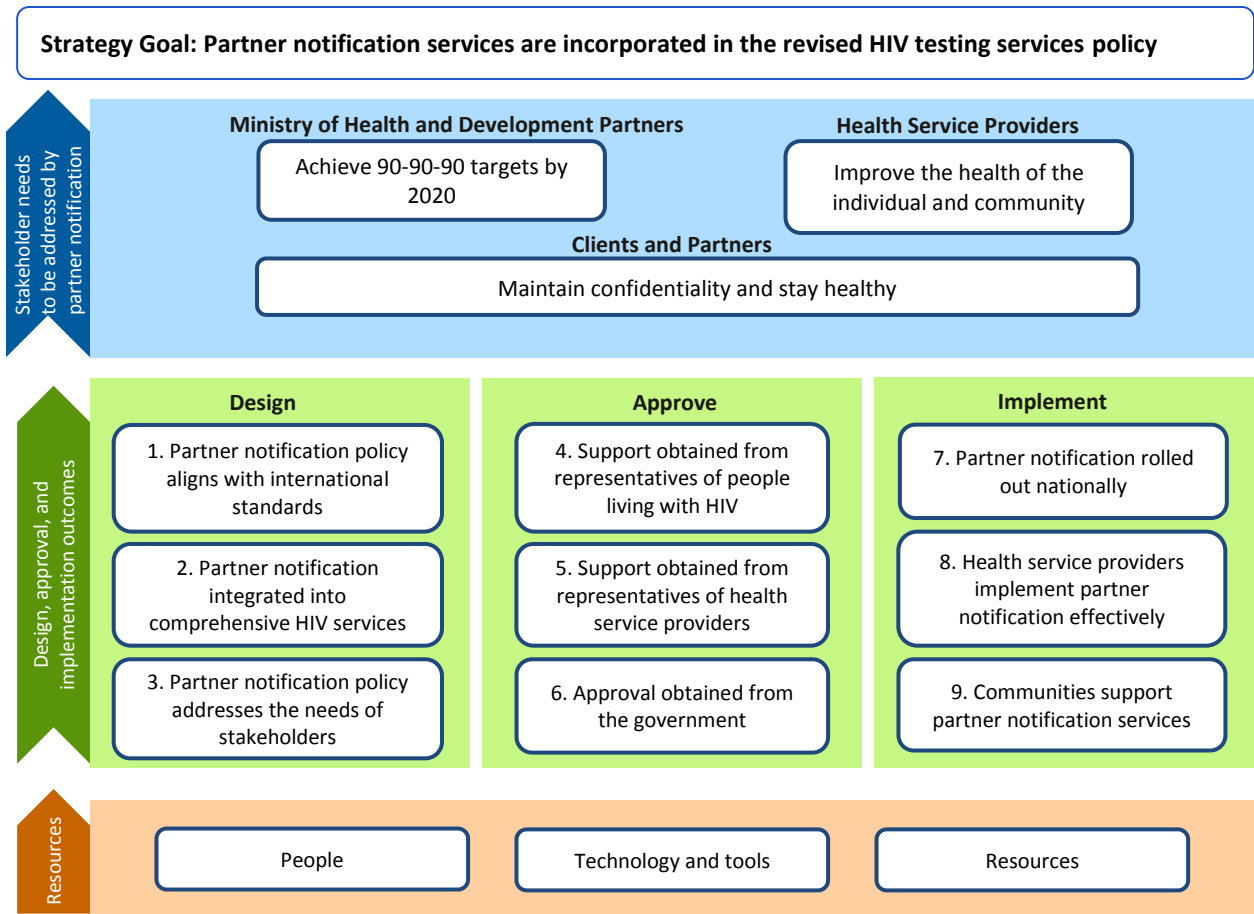 Strategy Goal: Partner notification services are incorporated in the revised HIV testing services policy
Stakeholder needs
to be addressed by
partner notification
Ministry of Health and Development Partners
Achieve 90-90-90 targets by
2020
Health Service Providers
Improve the health of the
individual and community
Clients and Partners
Maintain confidentiality and stay healthy
Design, approval, and
implementation outcomes
Design
1. Partner notification policy
aligns with international
standards
2. Partner notification
integrated into
comprehensive HIV services
3. Partner notification policy
addresses the needs of
stakeholders
Approve
4. Support obtained from
representatives of people
living with HIV
5. Support obtained from
representatives of health
service providers
6. Approval obtained from
the government
Implement
7. Partner notification rolled
out nationally
8. Health service providers
implement partner
notification effectively
9. Communities support
partner notification services
Resources
People
Technology and tools
Resources